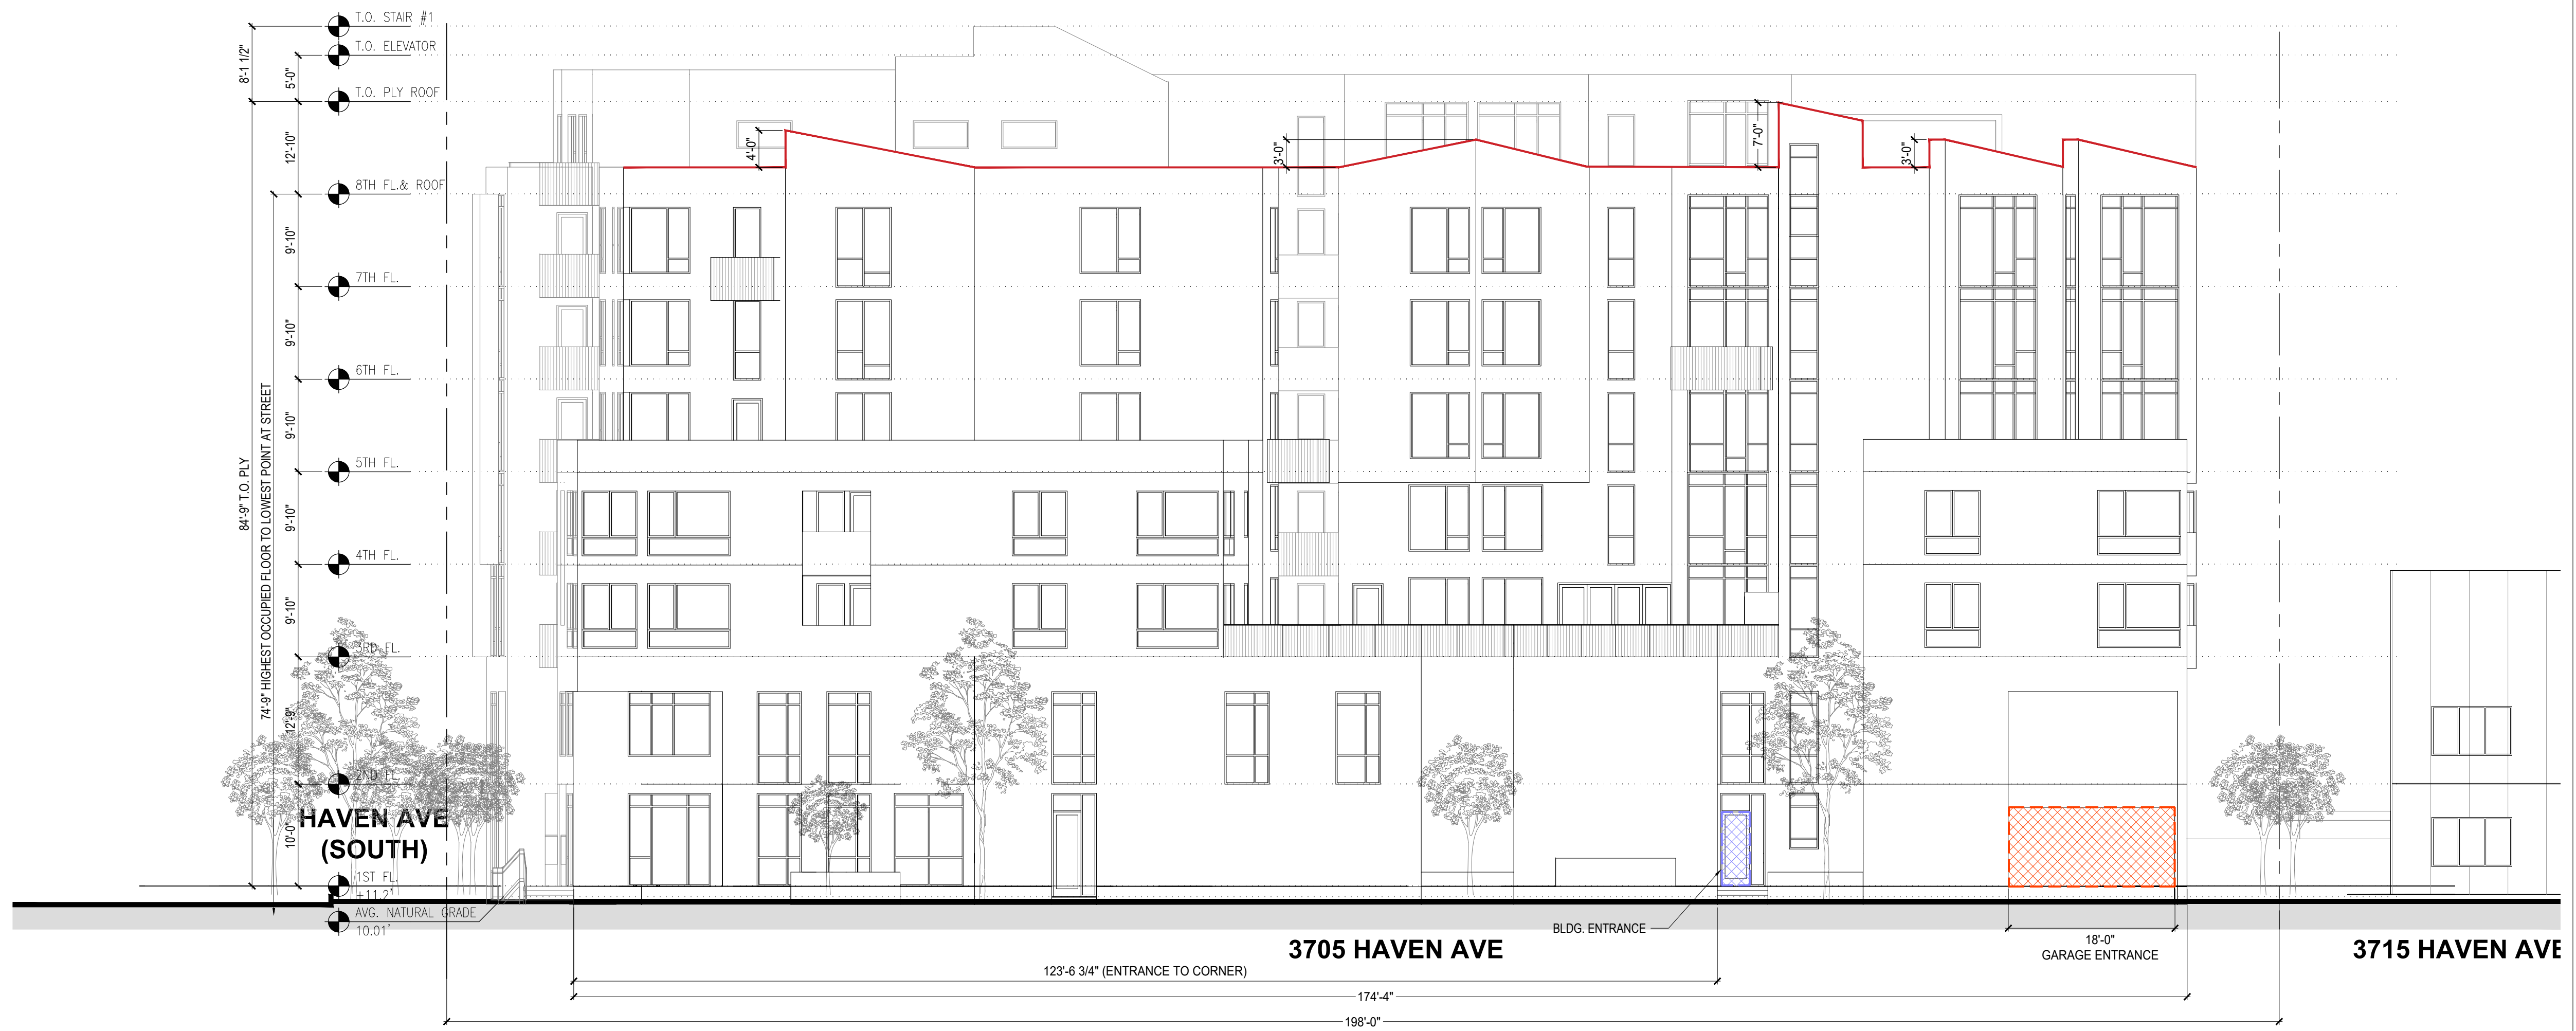 T.O. STAIR #1
T.O. ELEVATOR
T.O. PLY ROOF
8TH FL.& ROOF
7TH FL.
6TH FL.
5TH FL.
4TH FL.
3RD FL.
2ND FL.
1ST FL.
+11.2'
AVG. NATURAL GRADE
10.01'
8'-1 1/2"
5'-0"
12'-10"
9'-10"
9'-10"
9'-10"
9'-10"
9'-10"
12'-9"
10'-0"
84'-9" T.O. PLY
74'-9" HIGHEST OCCUPIED FLOOR TO LOWEST POINT AT STREET
4'-0"
3'-0"
7'-0"
3'-0"
HAVEN AVE
(SOUTH)
BLDG. ENTRANCE
3705 HAVEN AVE
18'-0"
GARAGE ENTRANCE
3715 HAVEN AVE
123'-6 3/4" (ENTRANCE TO CORNER)
174'-4"
198'-0"